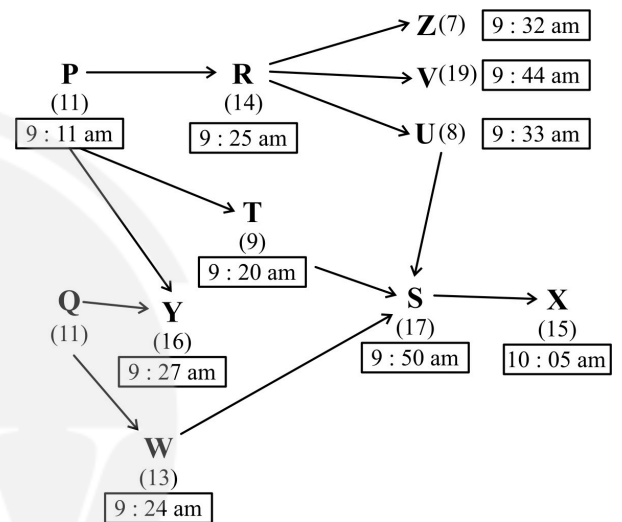 Z(7) 9 : 32 am
P R V(19) 9 : 44 am
(11) (14)
9 : 11 am 9 : 25 am U(8) 9 : 33 am
T
(9)
9 : 20 am
Q Y S X
(11) (16) (17) (15)
9 : 27 am 9 : 50 am 10 : 05 am
W
(13)
9 : 24 am